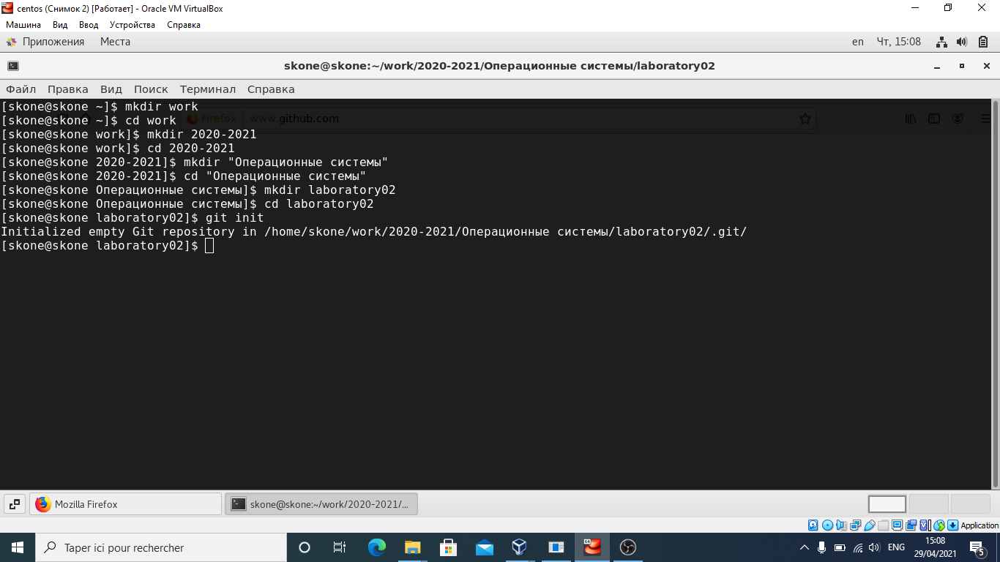 centos (Снимок 2) [Работает] - Oracle VM VirtualBox
Машина Вид Ввод Устройства Справка
Приложения Места en Чт, 15:08
skone@skone:~/work/2020-2021/Операционные системы/laboratory02
Файл Правка Вид Поиск Терминал Справка
[skone@skone ~]$ mkdir work
[skone@skone ~]$ cd work
Firefox www.github.com
[skone@skone work]$ mkdir 2020-2021
[skone@skone work]$ cd 2020-2021
[skone@skone 2020-2021]$ mkdir "Операционные системы"
[skone@skone 2020-2021]$ cd "Операционные системы"
[skone@skone Операционные системы]$ mkdir laboratory02
[skone@skone Операционные системы]$ cd laboratory02
[skone@skone laboratory02]$ git init
Initialized empty Git repository in /home/skone/work/2020-2021/Операционные системы/laboratory02/.git/
[skone@skone laboratory02]$
Mozilla Firefox skone@skone:~/work/2020-2021/...
Application
Taper ici pour rechercher
ENG
15:08
29/04/2021
5